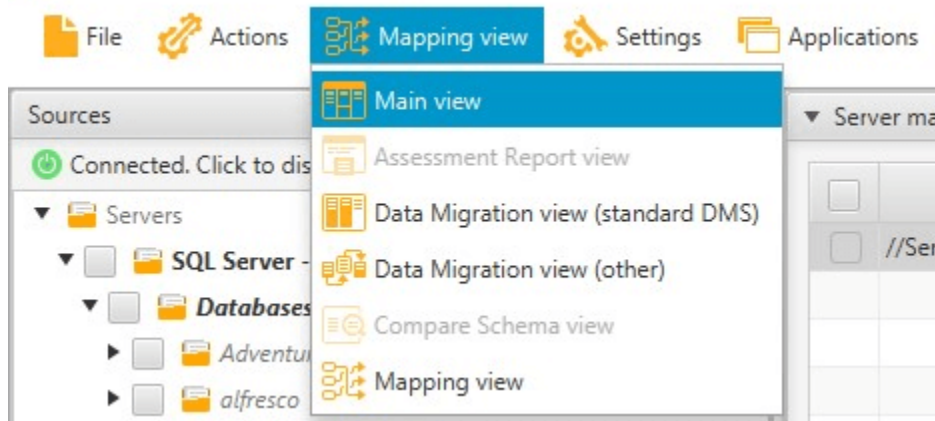 File Actions Mapping view Settings Applications
Main view
Assessment Report view
Data Migration view (standard DMS)
Data Migration view (other)
Compare Schema view
Mapping view
Sources
Connected. Click to dis
Servers
SQL Server -
Databases
Adventu
alfresco
Server ma
//Ser